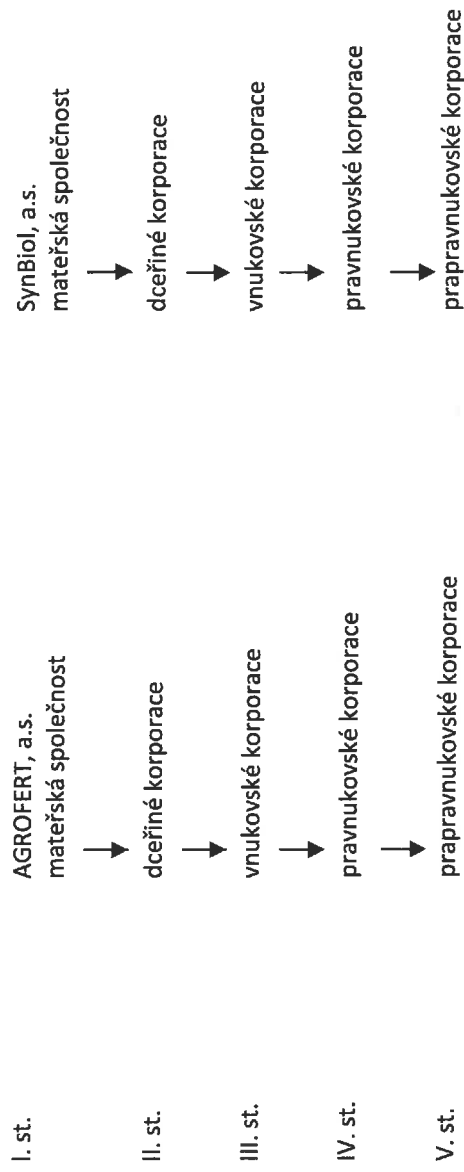 I. st.
AGROFERT, a.s.
mateřská společnost
SynBiol, a.s.
mateřská společnost
II. st.
dceřiné korporace
dceřiné korporace
III. st.
vnukovské korporace
vnukovské korporace
IV. st.
pravnukovské korporace
pravnukovské korporace
V. st.
prapravnukovské korporace
prapravnukovské korporace